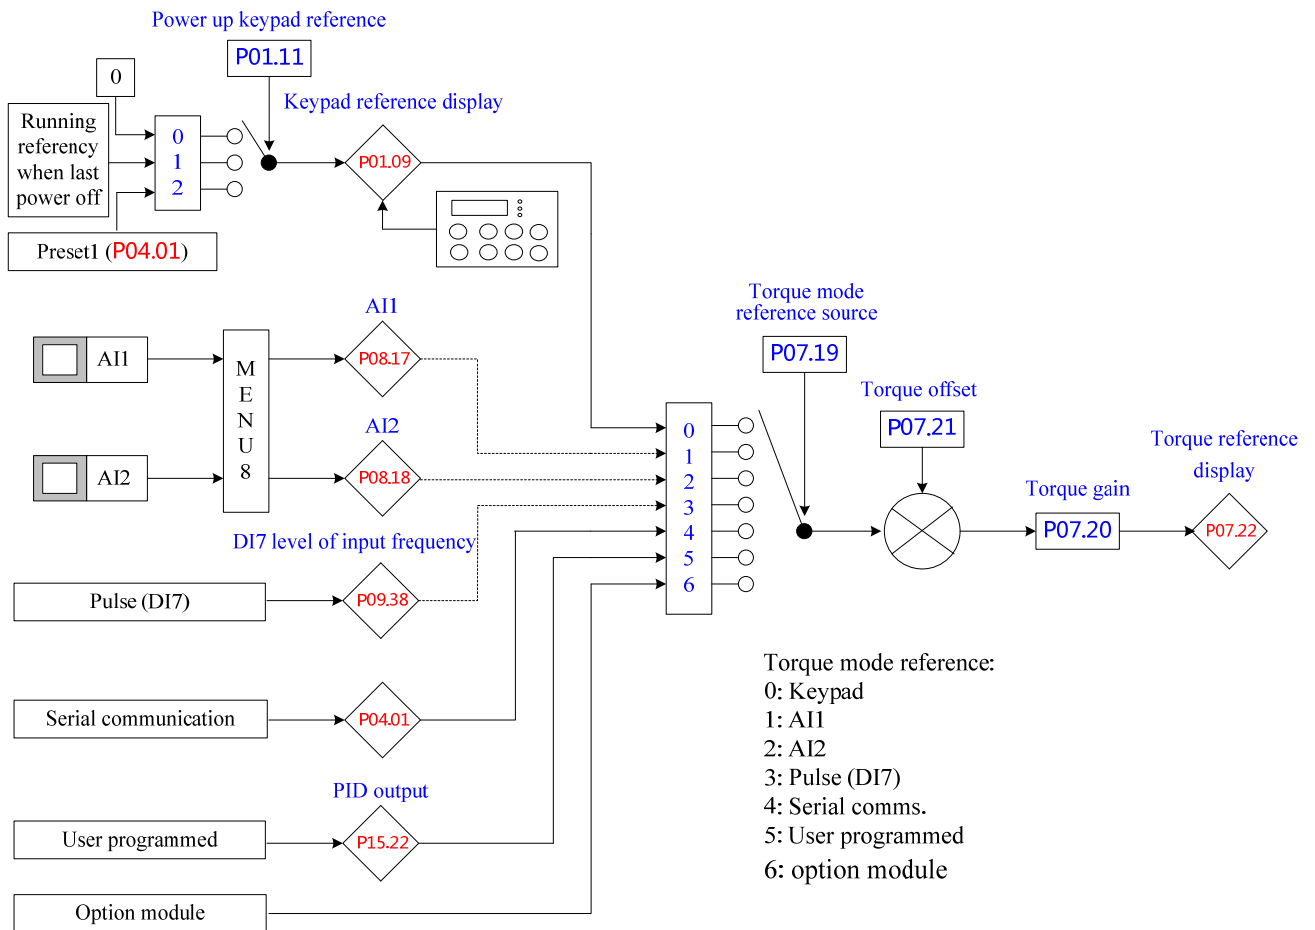 Power up keypad reference
P01.11
0
Keypad reference display
Running
referency
when last
power off
0
1
2
P01.09
Preset1 (P04.01)
AI1
AI1
M
E
N
U
8
P08.17
AI2
AI2
P08.18
DI7 level of input frequency
Pulse (DI7)
P09.38
Serial communication
P04.01
PID output
User programmed
P15.22
Option module
0
1
2
3
4
5
6
Torque mode
reference source
P07.19
Torque offset
P07.21
Torque gain
P07.20
Torque reference
display
P07.22
Torque mode reference:
0: Keypad
1: AI1
2: AI2
3: Pulse (DI7)
4: Serial comms.
5: User programmed
6: option module